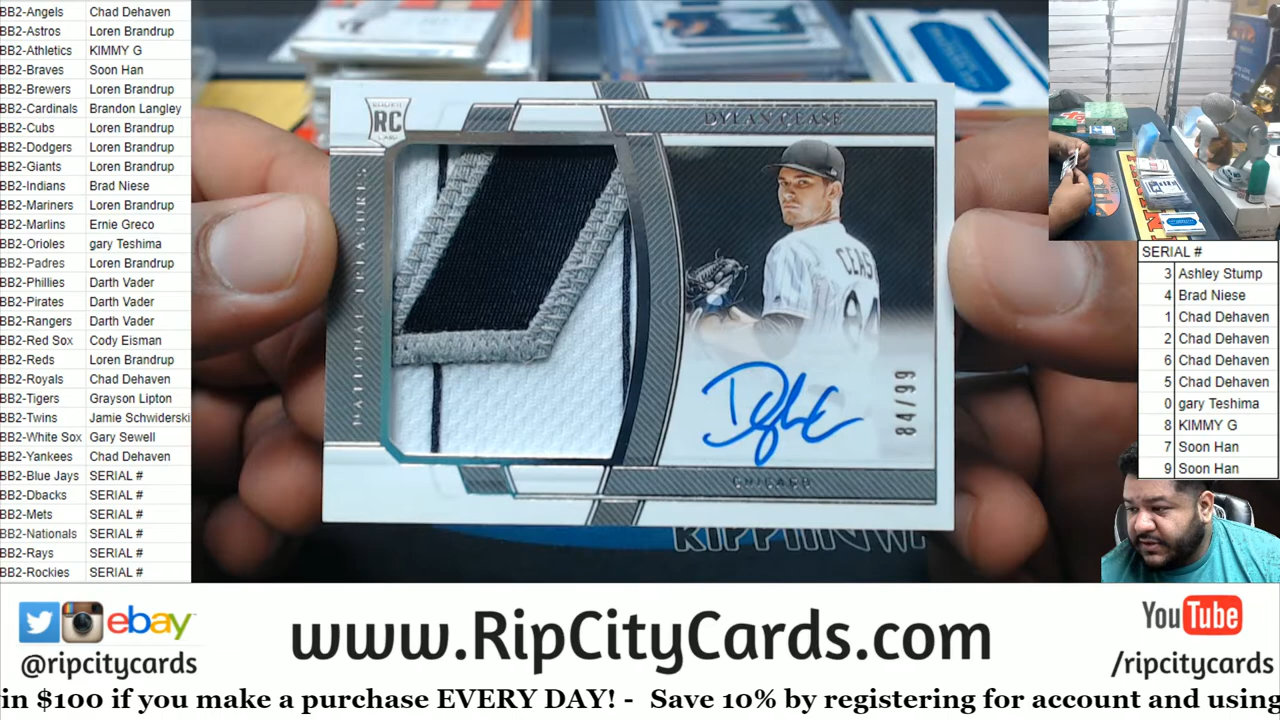 BB2-Angels Chad Dehaven
BB2-Astros Loren Brandrup
BB2-Athletics KIMMY G
BB2-Braves Soon Han
BB2-Brewers Loren Brandrup
BB2-Cardinals Brandon Langley
BB2-Cubs Loren Brandrup
BB2-Dodgers Loren Brandrup
BB2-Giants Loren Brandrup
BB2-Indians Brad Niese
BB2-Mariners Loren Brandrup
BB2-Marlins Ernie Greco
BB2-Orioles gary Teshima
BB2-Padres Loren Brandrup
BB2-Phillies Darth Vader
BB2-Pirates Darth Vader
BB2-Rangers Darth Vader
BB2-Red Sox Cody Eisman
BB2-Reds Loren Brandrup
BB2-Royals Chad Dehaven
BB2-Tigers Grayson Lipton
BB2-Twins Jamie Schwiderski
BB2-White Sox Gary Sewell
BB2-Yankees Chad Dehaven
BB2-Blue Jays SERIAL #
BB2-Dbacks SERIAL #
BB2-Mets SERIAL #
BB2-Nationals SERIAL #
BB2-Rays SERIAL #
BB2-Rockies SERIAL #
RC
DYLAN CEASE
NATIONAL TREASURES
CEAS
84/99
CHICAGO
SERIAL #
3 Ashley Stump
4 Brad Niese
1 Chad Dehaven
2 Chad Dehaven
6 Chad Dehaven
5 Chad Dehaven
0 gary Teshima
8 KIMMY G
7 Soon Han
9 Soon Han
ebay
@ripcitycards
www.RipCityCards.com
YouTube
/ripcitycards
in $100 if you make a purchase EVERY DAY! - Save 10% by registering for account and using